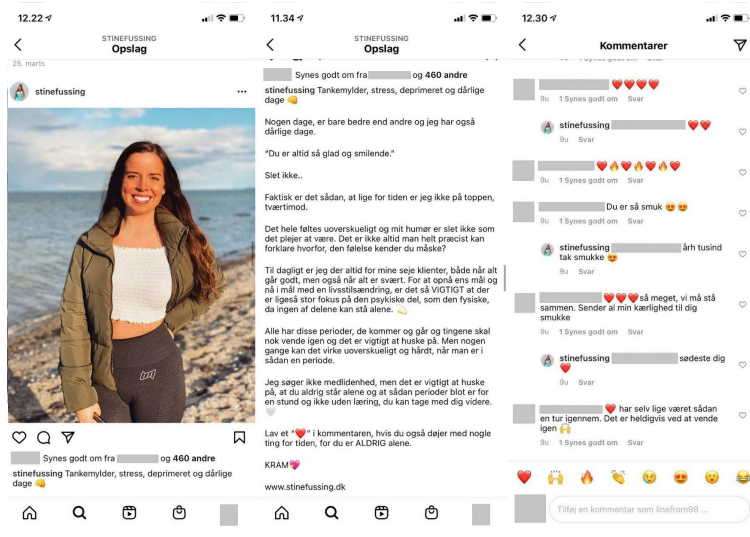 12.22
STINEFUSSING
Opslag
25. marts
stinefussing
Synes godt om fra og 460 andre
stinefussing Tankemylder, stress, deprimeret og dårlige
dage 👊
11.34
STINEFUSSING
Opslag
Synes godt om fra og 460 andre
stinefussing Tankemylder, stress, deprimeret og dårlige
dage 👊
Nogen dage, er bare bedre end andre og jeg har også
dårlige dage.
"Du er altid så glad og smilende."
Slet ikke..
Faktisk er det sådan, at lige for tiden er jeg ikke på toppen,
tværtimod.
Det hele føltes uoverskueligt og mit humør er slet ikke som
det plejer at være. Det er ikke altid man helt præcist kan
forklare hvorfor, den følelse kender du måske?
Til dagligt er jeg der altid for mine seje klienter, både når alt
går godt, men også når alt er svært. For at opnå ens mål og
nå i mål med en livsstilsændring, er det så VIGTIGT at der
er ligeså stor fokus på den psykiske del, som den fysiske,
da ingen af delene kan stå alene. 💫
Alle har disse perioder, de kommer og går og tingene skal
nok vende igen og det er vigtigt at huske på. Men nogen
gange kan det virke uoverskueligt og hårdt, når man er i
sådan en periode.
Jeg søger ikke medlidenhed, men det er vigtigt at huske
på, at du aldrig står alene og at sådan perioder blot er for
en stund og ikke uden læring, du kan tage med dig videre.
🤍
Lav et "❤️" i kommentaren, hvis du også døjer med nogle
ting for tiden, for du er ALDRIG alene.
KRAM💖
www.stinefussing.dk
12.30
Kommentarer
❤️❤️❤️❤️
9u 1 Synes godt om Svar
stinefussing ❤️❤️
9u Svar
❤️🔥❤️🔥❤️🔥❤️
9u 1 Synes godt om Svar
Du er så smuk 😍😍
9u 1 Synes godt om Svar
stinefussing årh tusind
tak smukke 😍
9u Svar
❤️❤️❤️så meget, vi må stå
sammen. Sender al min kærlighed til dig
smukke
9u 1 Synes godt om Svar
stinefussing sødeste dig
❤️
9u Svar
❤️ har selv lige været sådan
en tur igennem. Det er heldigvis ved at vende
igen 🙌
9u 1 Synes godt om Svar
Tilføj en kommentar som linefrom98 ...